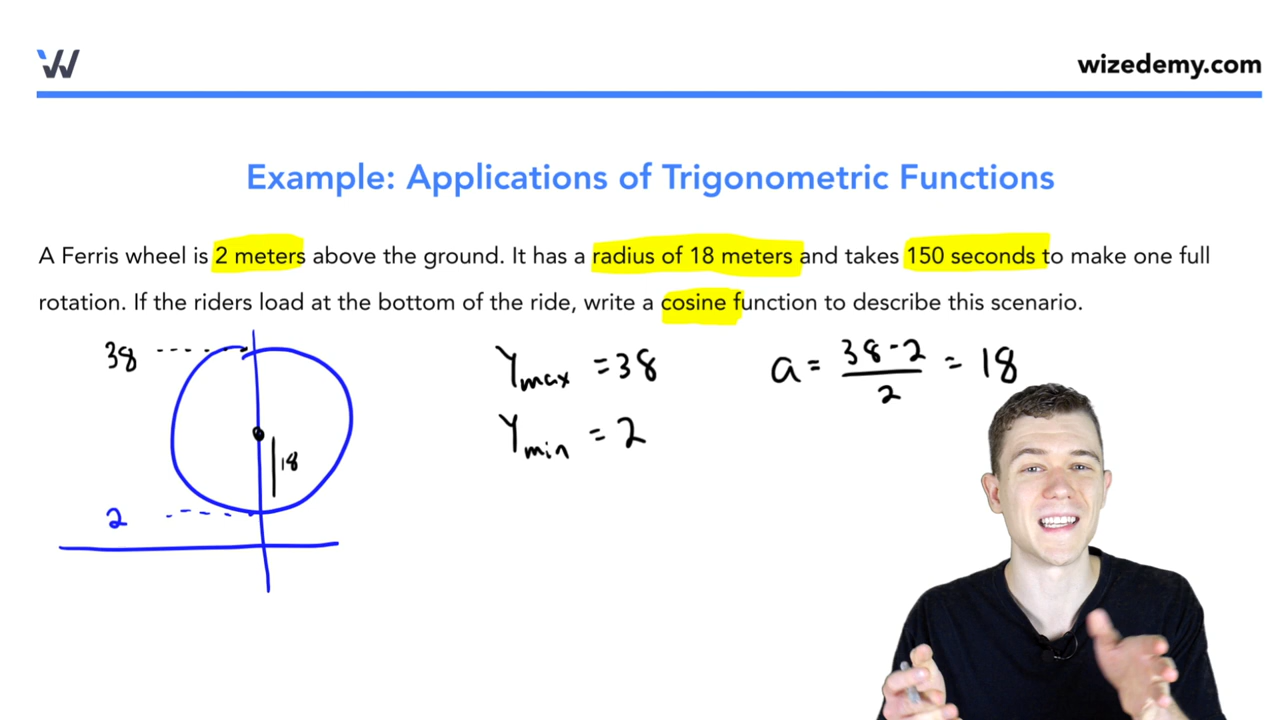 W
wizedemy.com
Example: Applications of Trigonometric Functions
A Ferris wheel is 2 meters above the ground. It has a radius of 18 meters and takes 150 seconds to make one full
rotation. If the riders load at the bottom of the ride, write a cosine function to describe this scenario.
38
18
2
Ymax = 38
Ymin = 2
a = 38-2/2 = 18